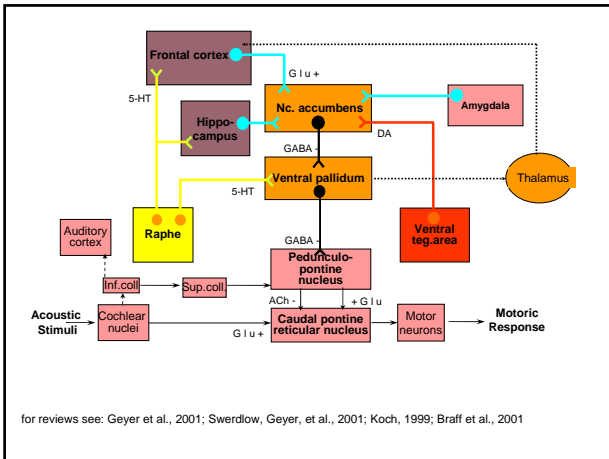 Frontal cortex
G l u +
5-HT
Nc. accumbens
Amygdala
Hippo-
campus
DA
GABA -
Ventral pallidum
Thalamus
5-HT
Raphe
Ventral
teg.area
Auditory
cortex
GABA -
Pedunculo-
pontine
nucleus
Inf.coll
Sup.coll.
ACh -
+ G l u
Acoustic
Stimuli
Cochlear
nuclei
G l u +
Caudal pontine
reticular nucleus
Motor
neurons
Motoric
Response
for reviews see: Geyer et al., 2001; Swerdlow, Geyer, et al., 2001; Koch, 1999; Braff et al., 2001